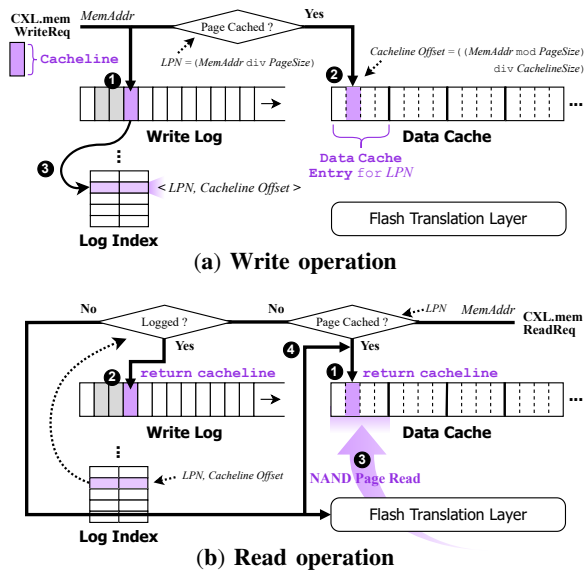 CXL.mem
WriteReq
MemAddr
Page Cached ?
Yes
Cacheline
LPN = (MemAddr div PageSize)
Cacheline Offset = ((MemAddr mod PageSize)
div CachelineSize)
1
2
...
Write Log
Data Cache
3
...
Data Cache
Entry for LPN
< LPN, Cacheline Offset >
Log Index
Flash Translation Layer
(a) Write operation
No
Logged ?
No
Page Cached ?
LPN
MemAddr
CXL.mem
ReadReq
Yes
4
Yes
2
return cacheline
1
return cacheline
...
Write Log
Data Cache
...
3
LPN, Cacheline Offset
NAND Page Read
Flash Translation Layer
Log Index
(b) Read operation